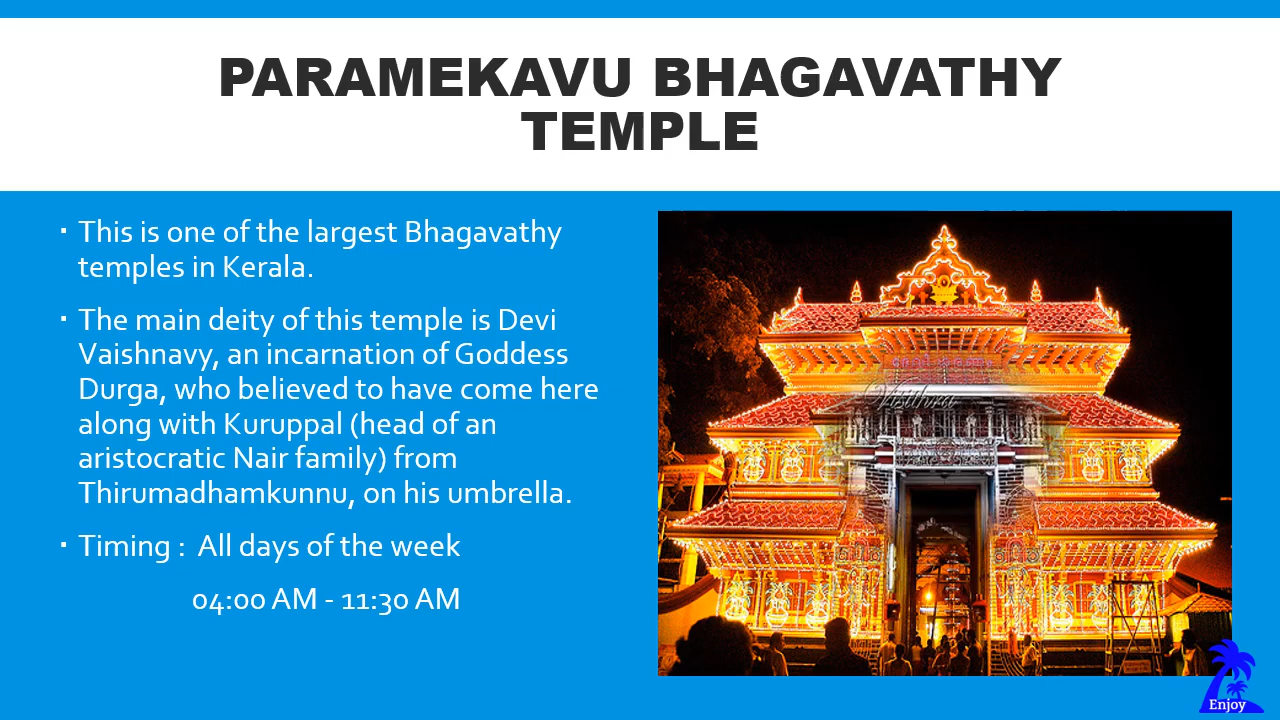 PARAMEKAVU BHAGAVATHY
TEMPLE
▪ This is one of the largest Bhagavathy
temples in Kerala.
▪ The main deity of this temple is Devi
Vaishnavy, an incarnation of Goddess
Durga, who believed to have come here
along with Kuruppal (head of an
aristocratic Nair family) from
Thirumadhamkunnu, on his umbrella.
▪ Timing : All days of the week
04:00 AM - 11:30 AM
Enjoy